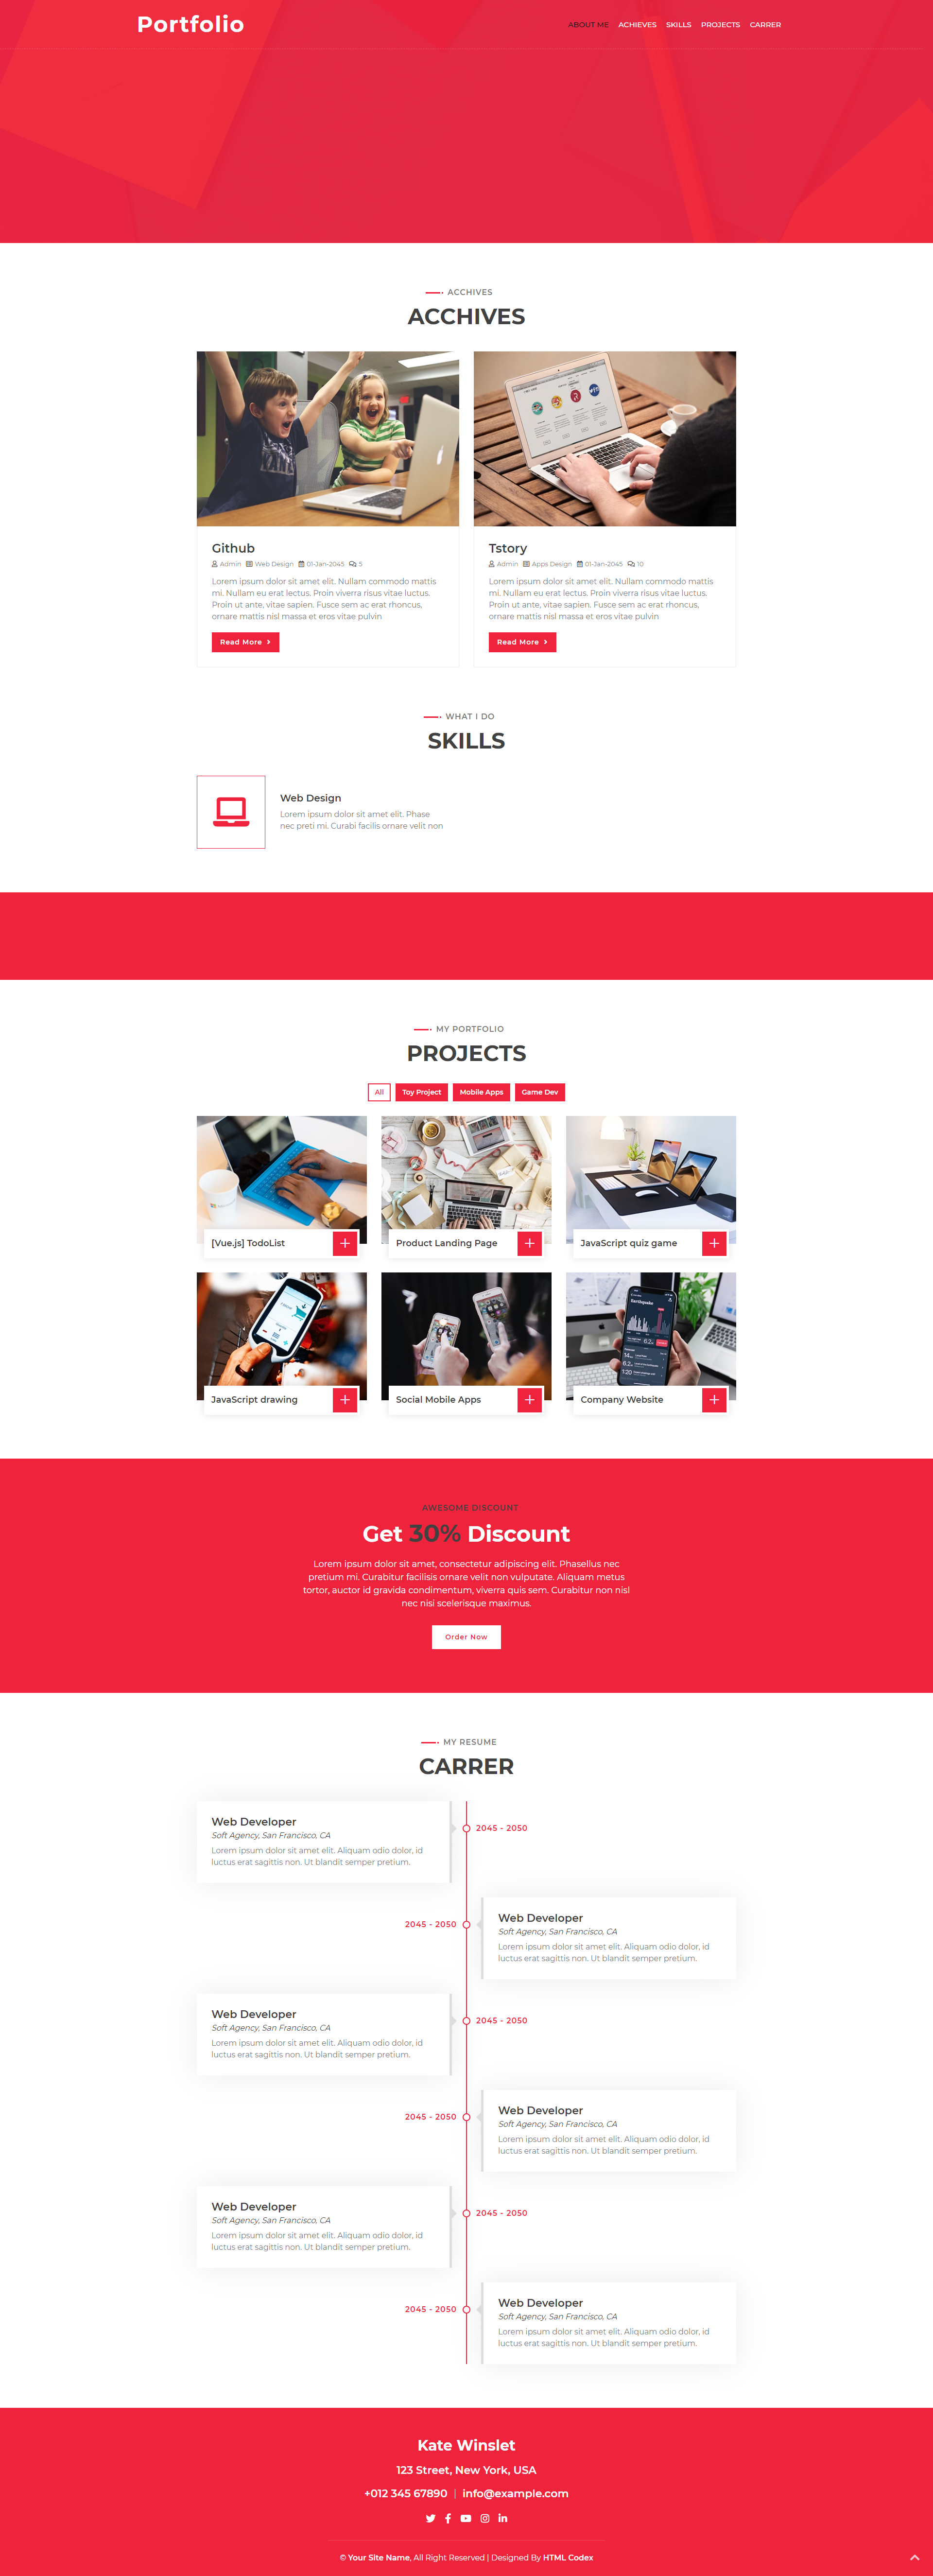 Portfolio
ABOUT ME ACHIEVES SKILLS PROJECTS CARRER
ACCHIVES
ACCHIVES
Github
Admin Web Design 01-Jan-2045 5
Lorem ipsum dolor sit amet elit. Nullam commodo mattis
mi. Nullam eu erat lectus. Proin viverra risus vitae luctus.
Proin ut ante, vitae sapien. Fusce sem ac erat rhoncus,
ornare mattis nisl massa et eros vitae pulvin
Read More
Tstory
Admin Apps Design 01-Jan-2045 10
Lorem ipsum dolor sit amet elit. Nullam commodo mattis
mi. Nullam eu erat lectus. Proin viverra risus vitae luctus.
Proin ut ante, vitae sapien. Fusce sem ac erat rhoncus,
ornare mattis nisl massa et eros vitae pulvin
Read More
WHAT I DO
SKILLS
Web Design
Lorem ipsum dolor sit amet elit. Phase
nec preti mi. Curabi facilis ornare velit non
MY PORTFOLIO
PROJECTS
All Toy Project Mobile Apps Game Dev
[Vue.js] TodoList
Product Landing Page
JavaScript quiz game
Earthquake
JavaScript drawing
Social Mobile Apps
Company Website
AWESOME DISCOUNT
Get 30% Discount
Lorem ipsum dolor sit amet, consectetur adipiscing elit. Phasellus nec
pretium mi. Curabitur facilisis ornare velit non vulputate. Aliquam metus
tortor, auctor id gravida condimentum, viverra quis sem. Curabitur non nisl
nec nisi scelerisque maximus.
Order Now
MY RESUME
CARRER
Web Developer
Soft Agency, San Francisco, CA
Lorem ipsum dolor sit amet elit. Aliquam odio dolor, id
luctus erat sagittis non. Ut blandit semper pretium.
2045 - 2050
2045 - 2050
Web Developer
Soft Agency, San Francisco, CA
Lorem ipsum dolor sit amet elit. Aliquam odio dolor, id
luctus erat sagittis non. Ut blandit semper pretium.
Web Developer
Soft Agency, San Francisco, CA
Lorem ipsum dolor sit amet elit. Aliquam odio dolor, id
luctus erat sagittis non. Ut blandit semper pretium.
2045 - 2050
2045 - 2050
Web Developer
Soft Agency, San Francisco, CA
Lorem ipsum dolor sit amet elit. Aliquam odio dolor, id
luctus erat sagittis non. Ut blandit semper pretium.
Web Developer
Soft Agency, San Francisco, CA
Lorem ipsum dolor sit amet elit. Aliquam odio dolor, id
luctus erat sagittis non. Ut blandit semper pretium.
2045 - 2050
2045 - 2050
Web Developer
Soft Agency, San Francisco, CA
Lorem ipsum dolor sit amet elit. Aliquam odio dolor, id
luctus erat sagittis non. Ut blandit semper pretium.
Kate Winslet
123 Street, New York, USA
+012 345 67890 | info@example.com
© Your Site Name, All Right Reserved | Designed By HTML Codex